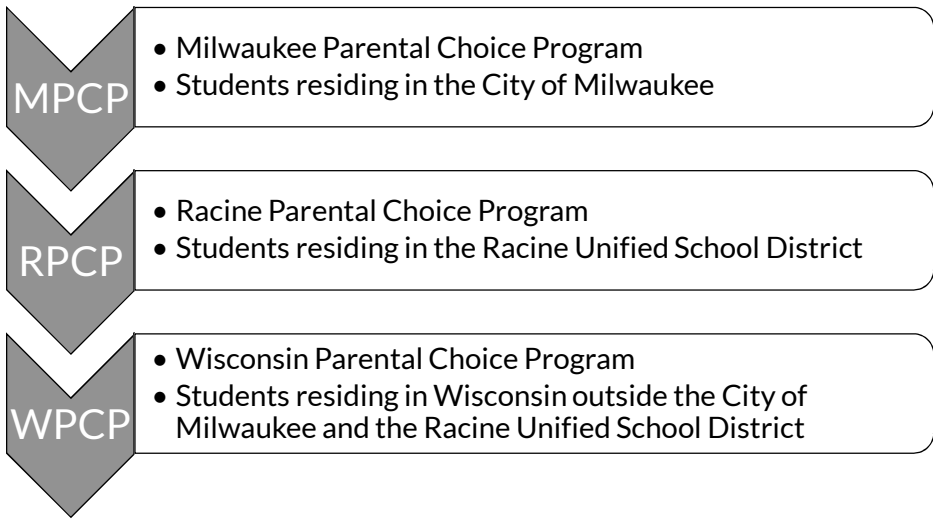 MPCP
• Milwaukee Parental Choice Program
• Students residing in the City of Milwaukee
RPCP
• Racine Parental Choice Program
• Students residing in the Racine Unified School District
WPCP
• Wisconsin Parental Choice Program
• Students residing in Wisconsin outside the City of
Milwaukee and the Racine Unified School District